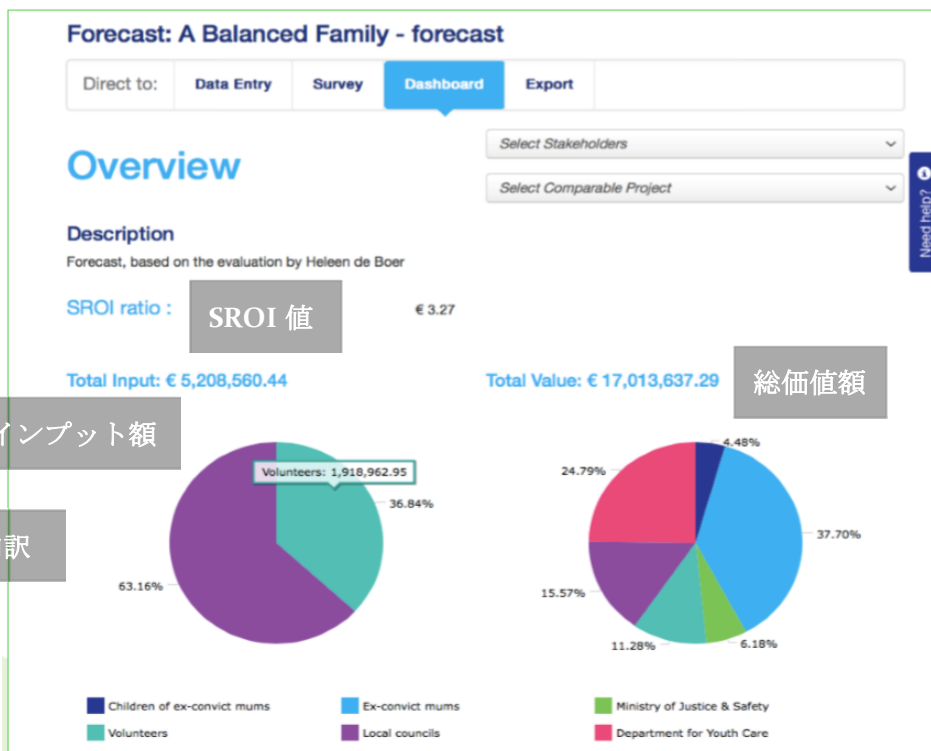 Forecast: A Balanced Family - forecast
Direct to: Data Entry Survey Dashboard Export
Overview
Select Stakeholders
Select Comparable Project
Need help?
Description
Forecast, based on the evaluation by Heleen de Boer
SROI ratio : SROI 値 € 3.27
Total Input: € 5,208,560.44
Total Value: € 17,013,637.29 総価値額
インプット額
訳
Volunteers: 1,918,962.95
36.84%
63.16%
4.48%
24.79%
37.70%
15.57%
11.28%
6.18%
Children of ex-convict mums Ex-convict mums Ministry of Justice & Safety
Volunteers Local councils Department for Youth Care